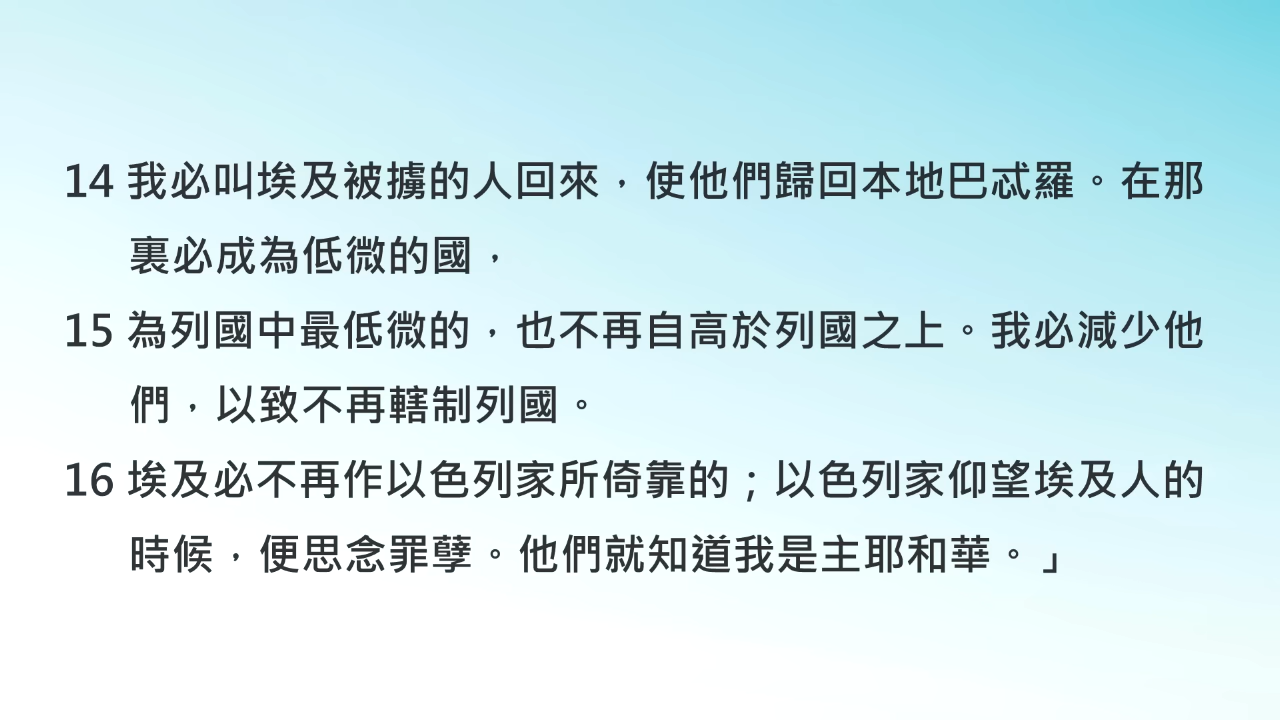 14 我必叫埃及被擄的人回來，使他們歸回本地巴忒羅。在那
裏必成為低微的國，
15 為列國中最低微的，也不再自高於列國之上。我必減少他
們，以致不再轄制列國。
16 埃及必不再作以色列家所倚靠的；以色列家仰望埃及人的
時候，便思念罪孽。他們就知道我是主耶和華。」